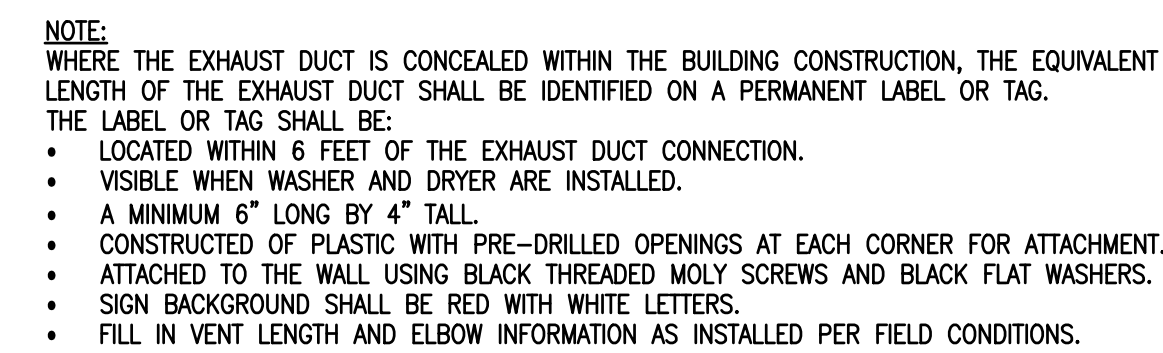 NOTE:
WHERE THE EXHAUST DUCT IS CONCEALED WITHIN THE BUILDING CONSTRUCTION, THE EQUIVALENT
LENGTH OF THE EXHAUST DUCT SHALL BE IDENTIFIED ON A PERMANENT LABEL OR TAG.
THE LABEL OR TAG SHALL BE:
• LOCATED WITHIN 6 FEET OF THE EXHAUST DUCT CONNECTION.
• VISIBLE WHEN WASHER AND DRYER ARE INSTALLED.
• A MINIMUM 6" LONG BY 4" TALL.
• CONSTRUCTED OF PLASTIC WITH PRE-DRILLED OPENINGS AT EACH CORNER FOR ATTACHMENT.
• ATTACHED TO THE WALL USING BLACK THREADED MOLY SCREWS AND BLACK FLAT WASHERS.
• SIGN BACKGROUND SHALL BE RED WITH WHITE LETTERS.
• FILL IN VENT LENGTH AND ELBOW INFORMATION AS INSTALLED PER FIELD CONDITIONS.